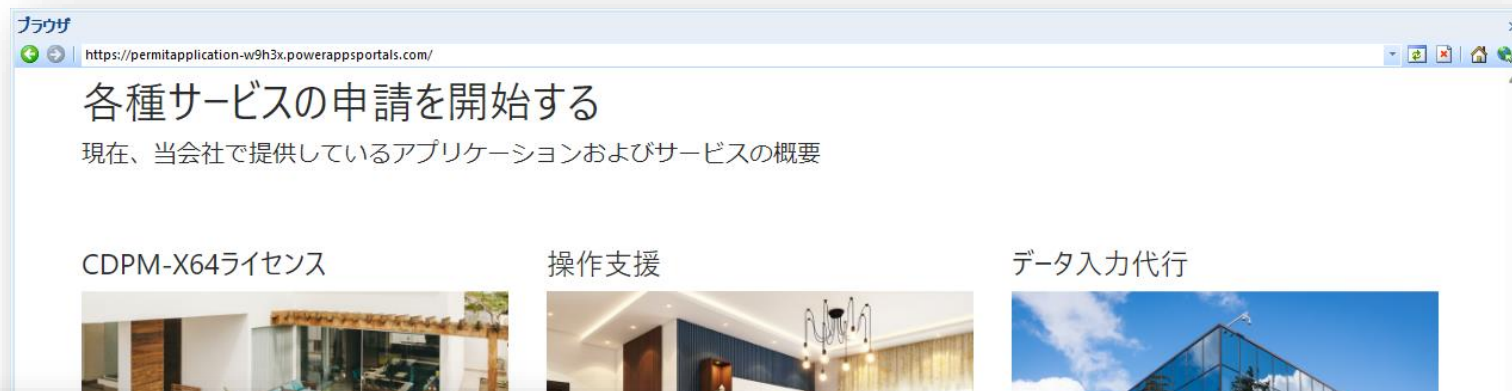 ブラウザ
https://permitapplication-w9h3x.powerappsportals.com/
各種サービスの申請を開始する
現在、当会社で提供しているアプリケーションおよびサービスの概要
CDPM-X64ライセンス
操作支援
データ入力代行